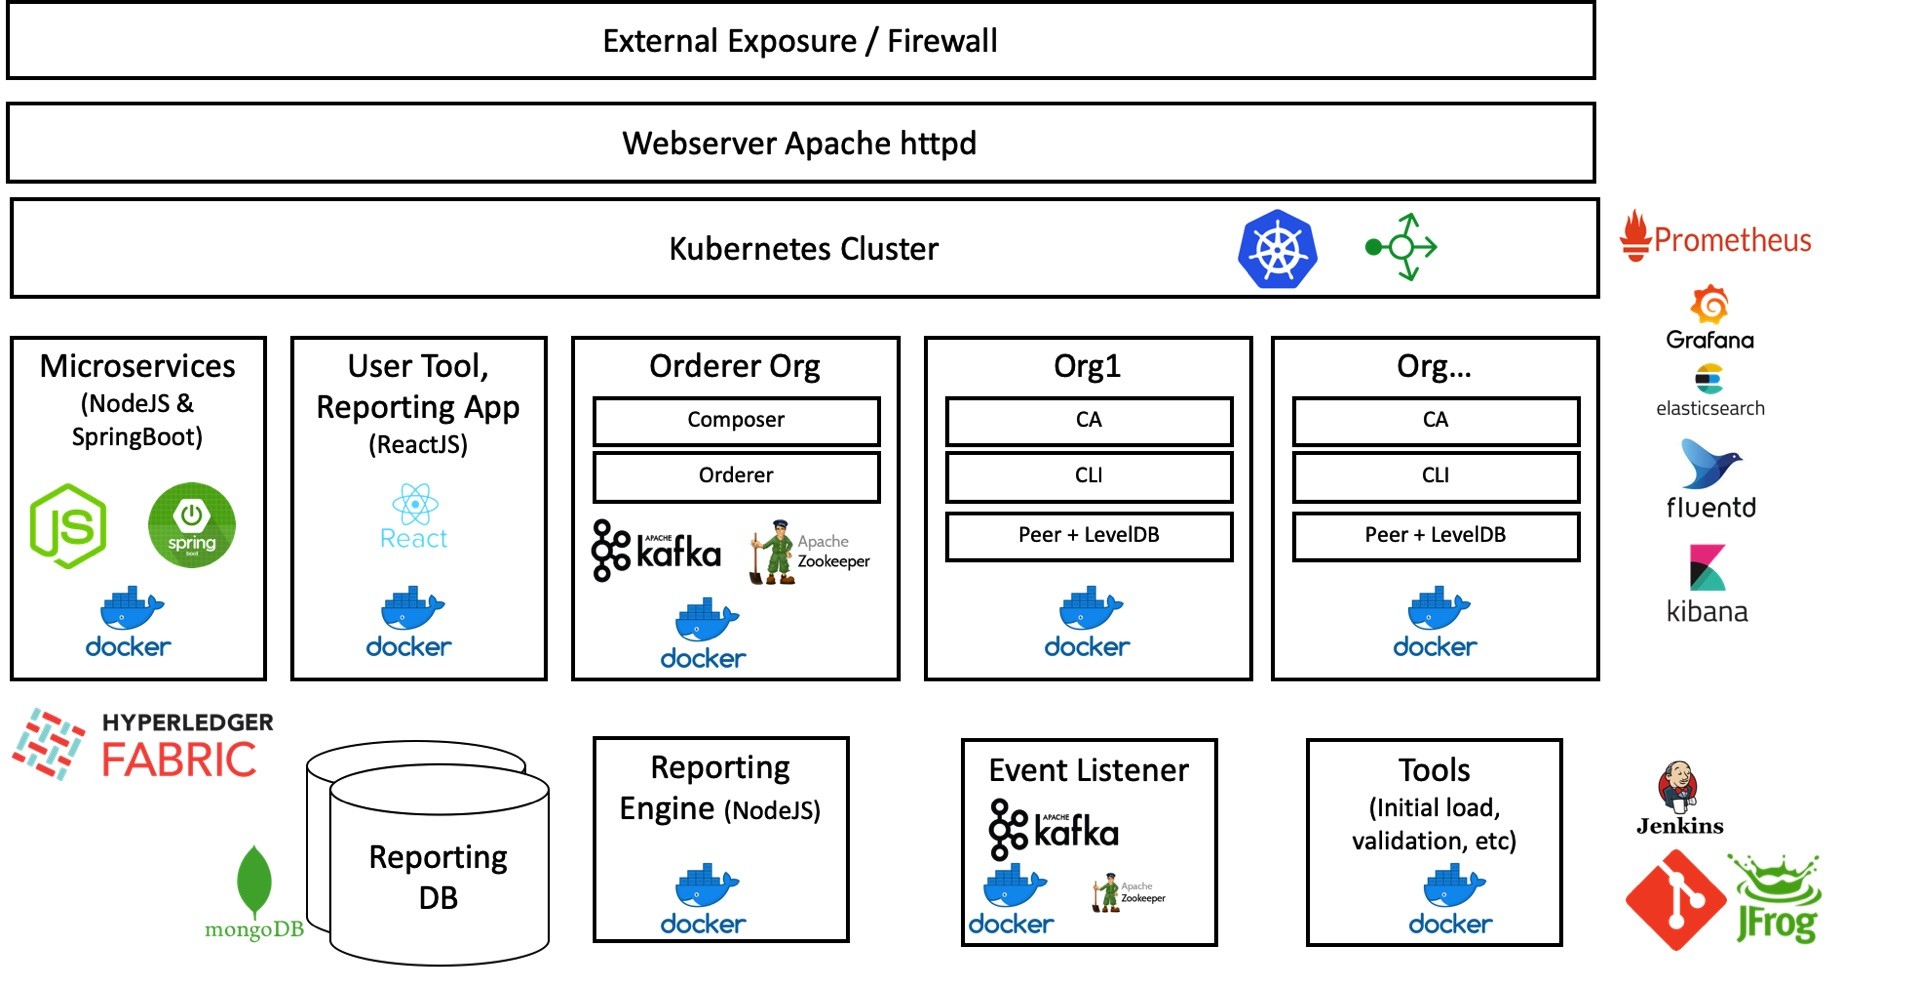 External Exposure / Firewall
Webserver Apache httpd
Kubernetes Cluster
Prometheus
Grafana
elasticsearch
fluentd
kibana
Microservices
(NodeJS &
SpringBoot)
JS
spring
boot
docker
User Tool,
Reporting App
(ReactJS)
React
docker
Orderer Org
Composer
Orderer
APACHE
kafka
Apache
Zookeeper
docker
Org1
CA
CLI
Peer + LevelDB
docker
Org...
CA
CLI
Peer + LevelDB
docker
HYPERLEDGER
FABRIC
mongoDB
Reporting
DB
Reporting
Engine (NodeJS)
docker
Event Listener
APACHE
kafka
docker
Apache
Zookeeper
Tools
(Initial load,
validation, etc)
docker
Jenkins
JFrog